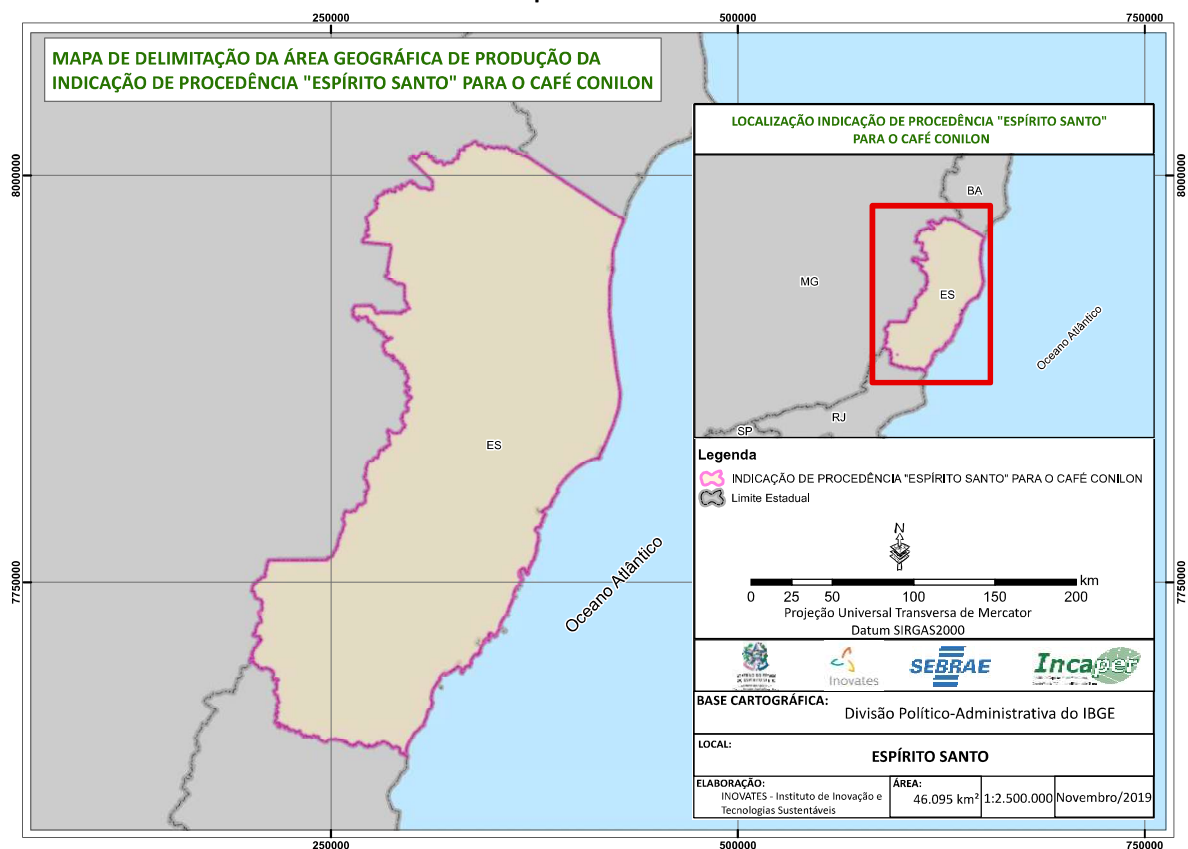 250000
500000
750000
MAPA DE DELIMITAÇÃO DA ÁREA GEOGRÁFICA DE PRODUÇÃO DA
INDICAÇÃO DE PROCEDÊNCIA "ESPÍRITO SANTO" PARA O CAFÉ CONILON
LOCALIZAÇÃO INDICAÇÃO DE PROCEDÊNCIA "ESPÍRITO SANTO"
PARA O CAFÉ CONILON
8000000
8000000
BA
MG
ES
Oceano Atlântico
RJ
SP
ES
Oceano Atlântico
Legenda
INDICAÇÃO DE PROCEDÊNCIA "ESPÍRITO SANTO" PARA O CAFÉ CONILON
Limite Estadual
N
km
0 25 50 100 150 200
Projeção Universal Transversa de Mercator
Datum SIRGAS2000
7750000
7750000
Inovates
SEBRAE
Incaper
BASE CARTOGRÁFICA:
Divisão Político-Administrativa do IBGE
LOCAL:
ESPÍRITO SANTO
ELABORAÇÃO:
INOVATES - Instituto de Inovação e
Tecnologias Sustentáveis
ÁREA:
46.095 km²
1:2.500.000
Novembro/2019
250000
500000
750000